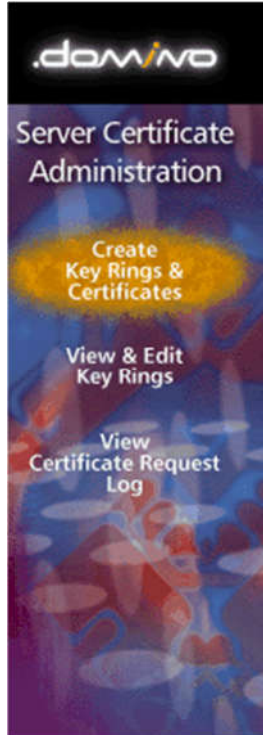 .domino
Server Certificate
Administration
Create
Key Rings &
Certificates
View & Edit
Key Rings
View
Certificate Request
Log